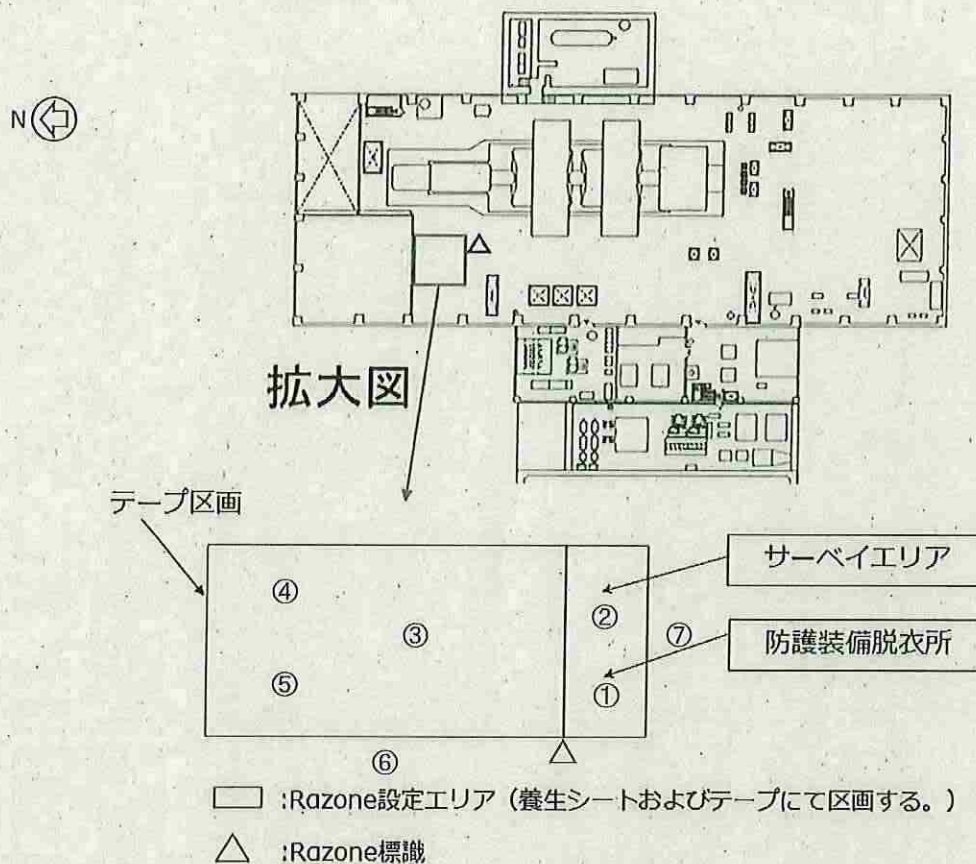 N
拡大図
テープ区画
サーベイエリア
④
②
③
⑦
防護装備脱衣所
⑤
①
⑥
:Razone設定エリア（養生シートおよびテープにて区画する。）
:Razone標識